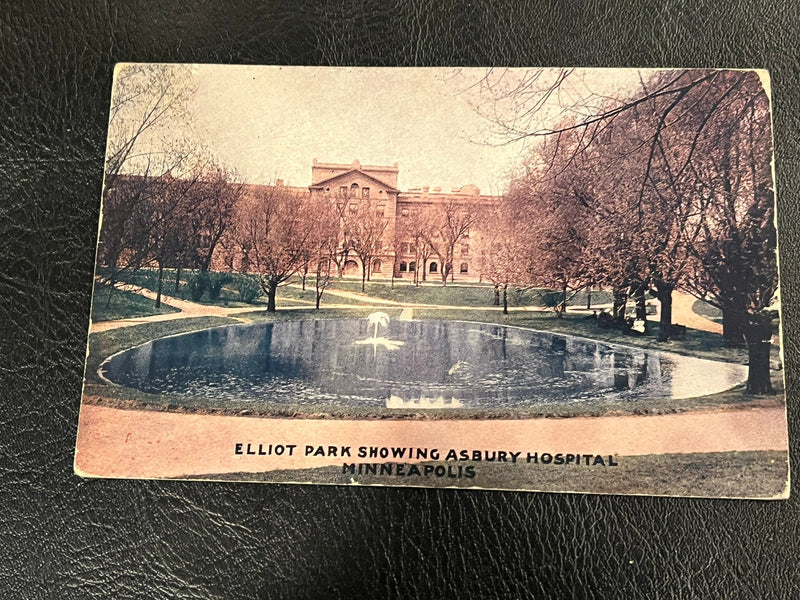 ELLIOT PARK SHOWING ASBURY HOSPITAL
MINNEAPOLIS